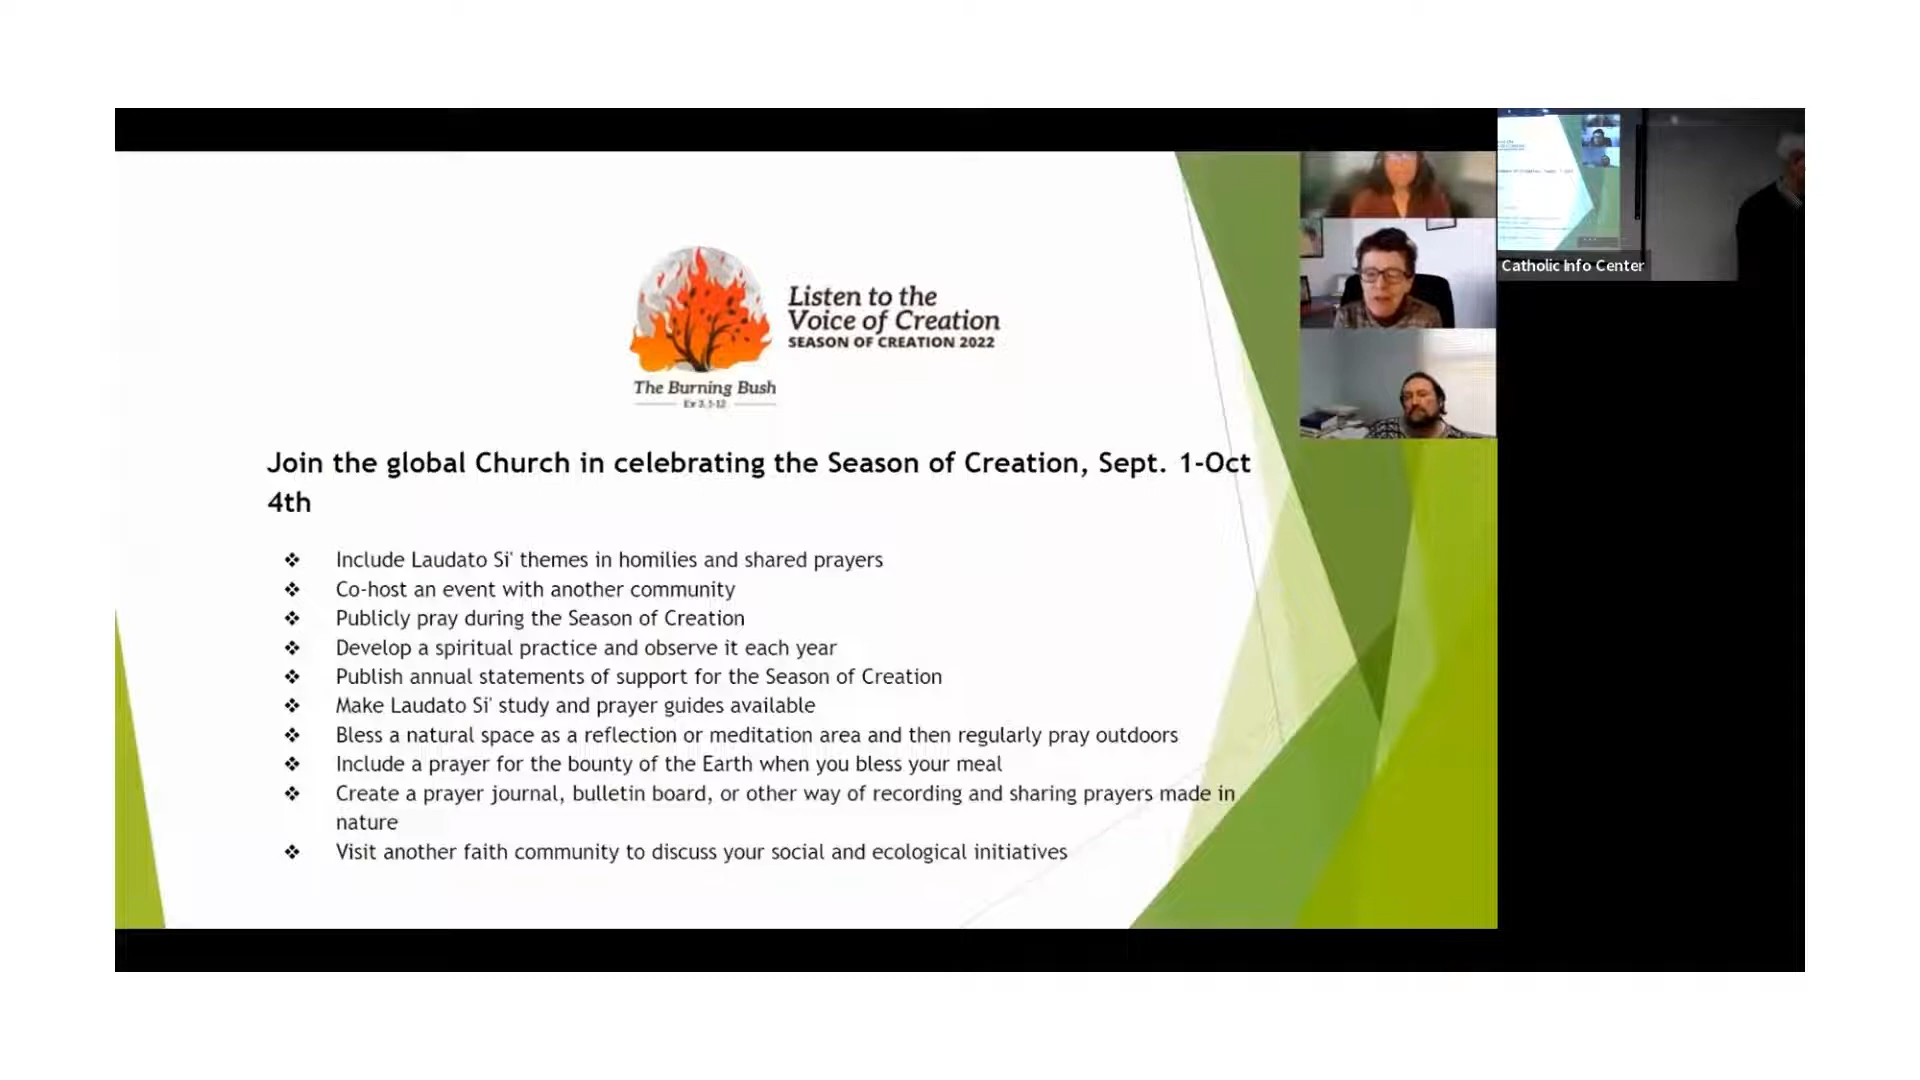 Listen to the
Voice of Creation
SEASON OF CREATION 2022
The Burning Bush
Ex 3, 1-12
Join the global Church in celebrating the Season of Creation, Sept. 1-Oct
4th
❖ Include Laudato Si' themes in homilies and shared prayers
❖ Co-host an event with another community
❖ Publicly pray during the Season of Creation
❖ Develop a spiritual practice and observe it each year
❖ Publish annual statements of support for the Season of Creation
❖ Make Laudato Si' study and prayer guides available
❖ Bless a natural space as a reflection or meditation area and then regularly pray outdoors
❖ Include a prayer for the bounty of the Earth when you bless your meal
❖ Create a prayer journal, bulletin board, or other way of recording and sharing prayers made in
nature
❖ Visit another faith community to discuss your social and ecological initiatives
Catholic Info Center